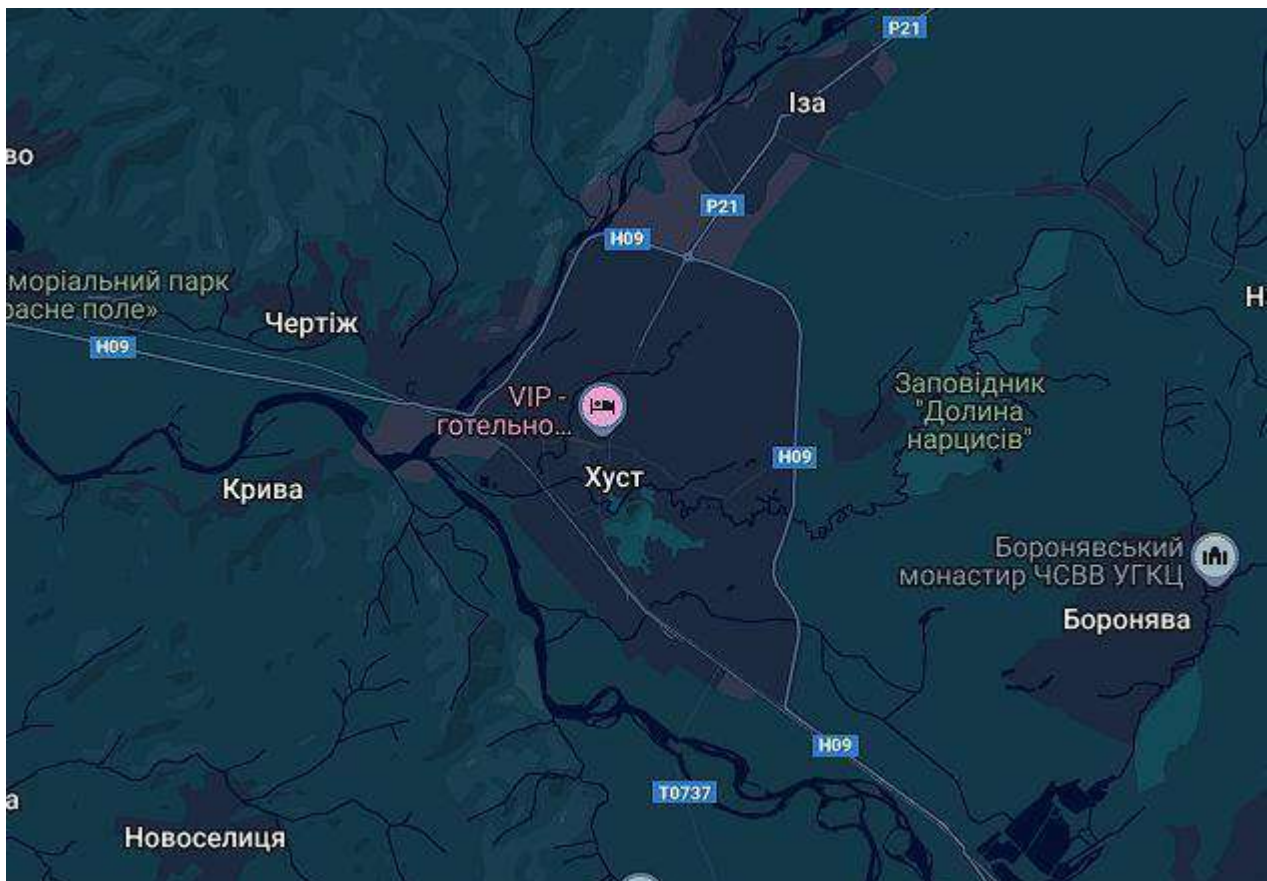 P21
Іза
во
P21
H09
моріальний парк
расне поле»
Чертіж
H09
Н
VIP -
готельно...
Заповідник
"Долина
нарцисів"
H09
Хуст
Крива
Боронявський
монастир ЧСВВ УГКЦ
Боронява
H09
T0737
а
Новоселиця